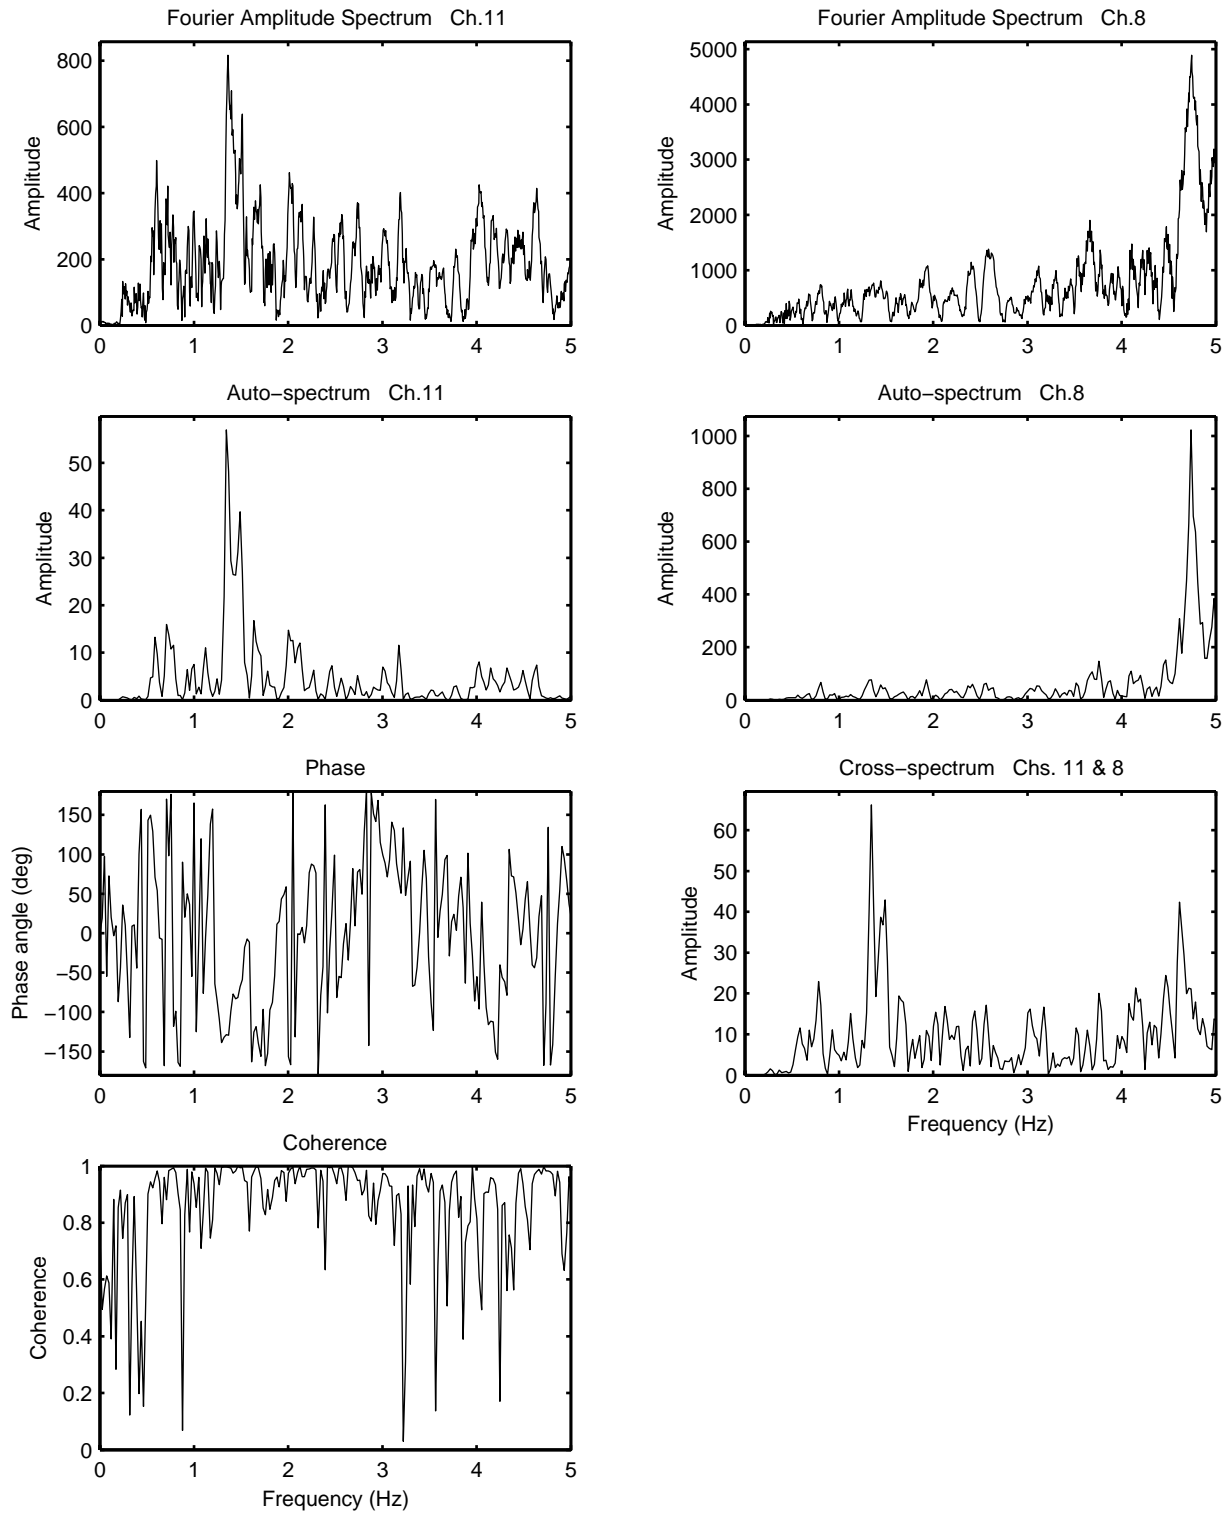 Fourier Amplitude Spectrum Ch.11
Amplitude
800
600
400
200
0
0 1 2 3 4 5
Fourier Amplitude Spectrum Ch.8
Amplitude
5000
4000
3000
2000
1000
0
0 1 2 3 4 5
Auto−spectrum Ch.11
Amplitude
50
40
30
20
10
0
0 1 2 3 4 5
Auto−spectrum Ch.8
Amplitude
1000
800
600
400
200
0
0 1 2 3 4 5
Phase
Phase angle (deg)
150
100
50
0
−50
−100
−150
0 1 2 3 4 5
Cross−spectrum Chs. 11 & 8
Amplitude
60
50
40
30
20
10
0
0 1 2 3 4 5
Frequency (Hz)
Coherence
Coherence
1
0.8
0.6
0.4
0.2
0
0 1 2 3 4 5
Frequency (Hz)